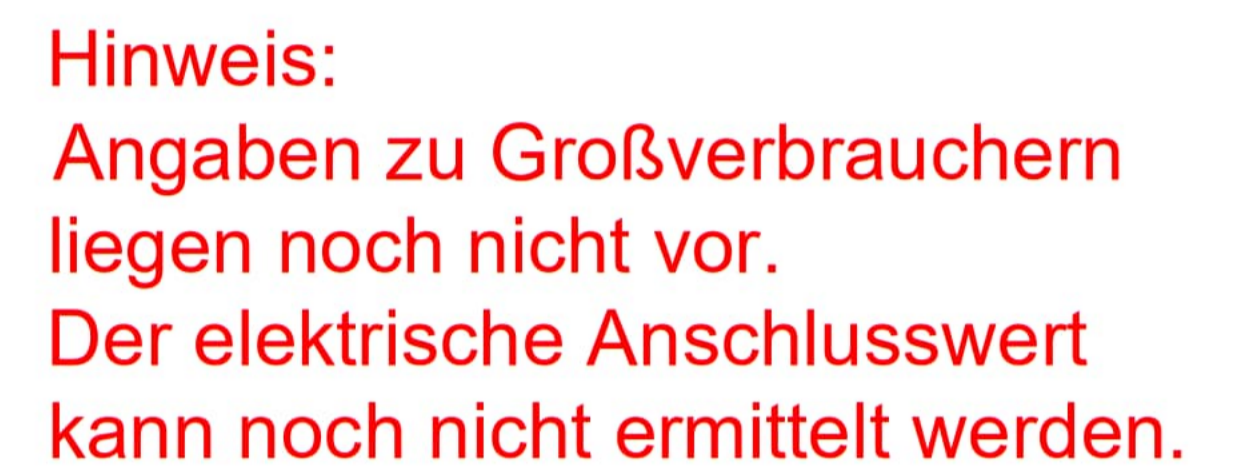 Hinweis:
Angaben zu Großverbrauchern
liegen noch nicht vor.
Der elektrische Anschlusswert
kann noch nicht ermittelt werden.